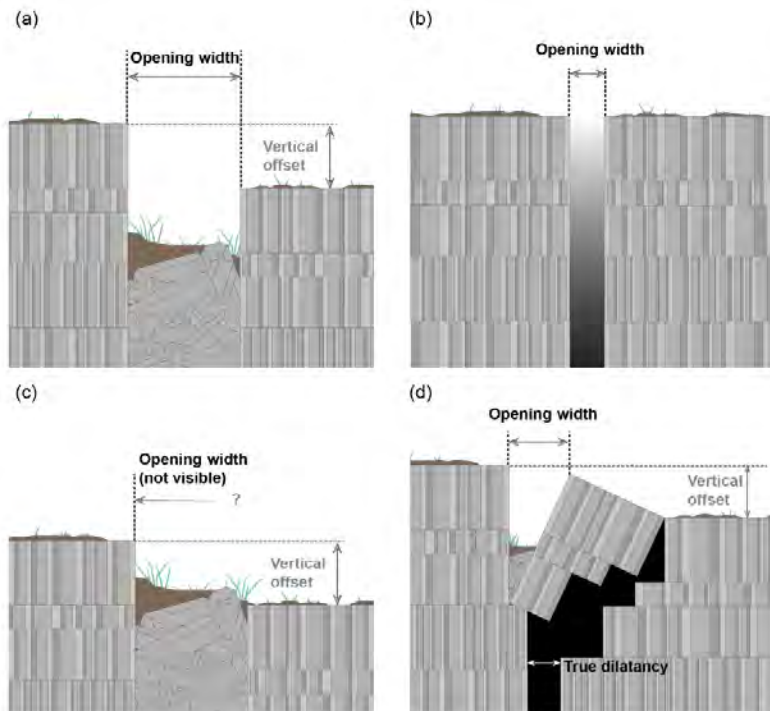 (a)
Opening width
Vertical
offset
(b)
Opening width
(c)
Opening width
(not visible)
?
Vertical
offset
(d)
Opening width
Vertical
offset
True dilatancy